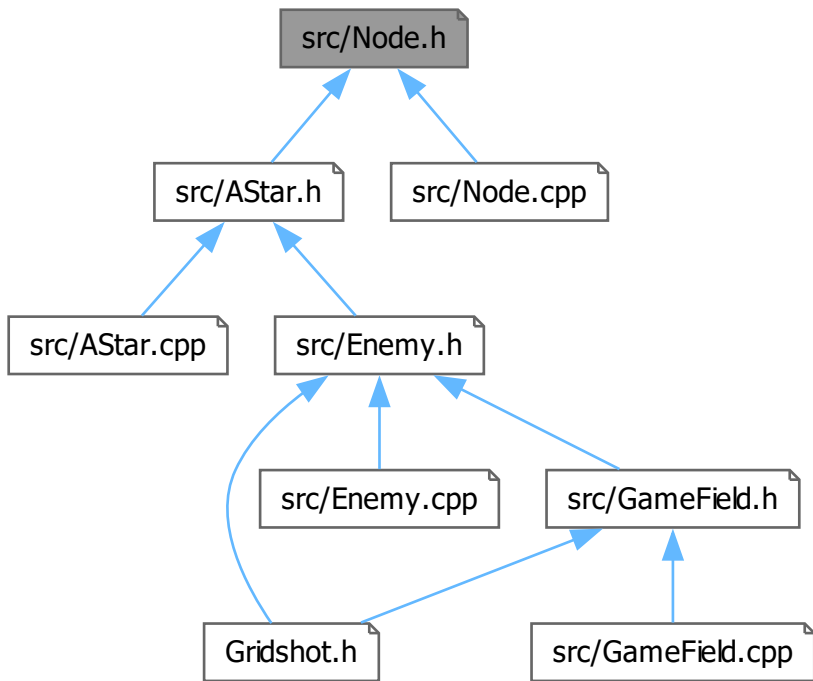 src/Node.h
src/AStar.h
src/Node.cpp
src/AStar.cpp
src/Enemy.h
src/Enemy.cpp
src/GameField.h
Gridshot.h
src/GameField.cpp